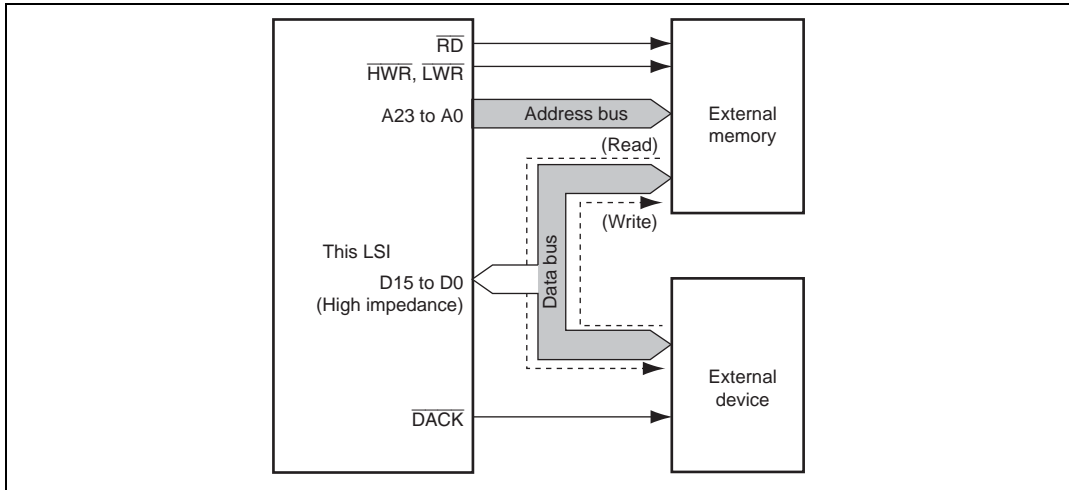 RD
HWR, LWR
A23 to A0
Address bus
External
memory
(Read)
(Write)
This LSI
D15 to D0
(High impedance)
Data bus
External
device
DACK